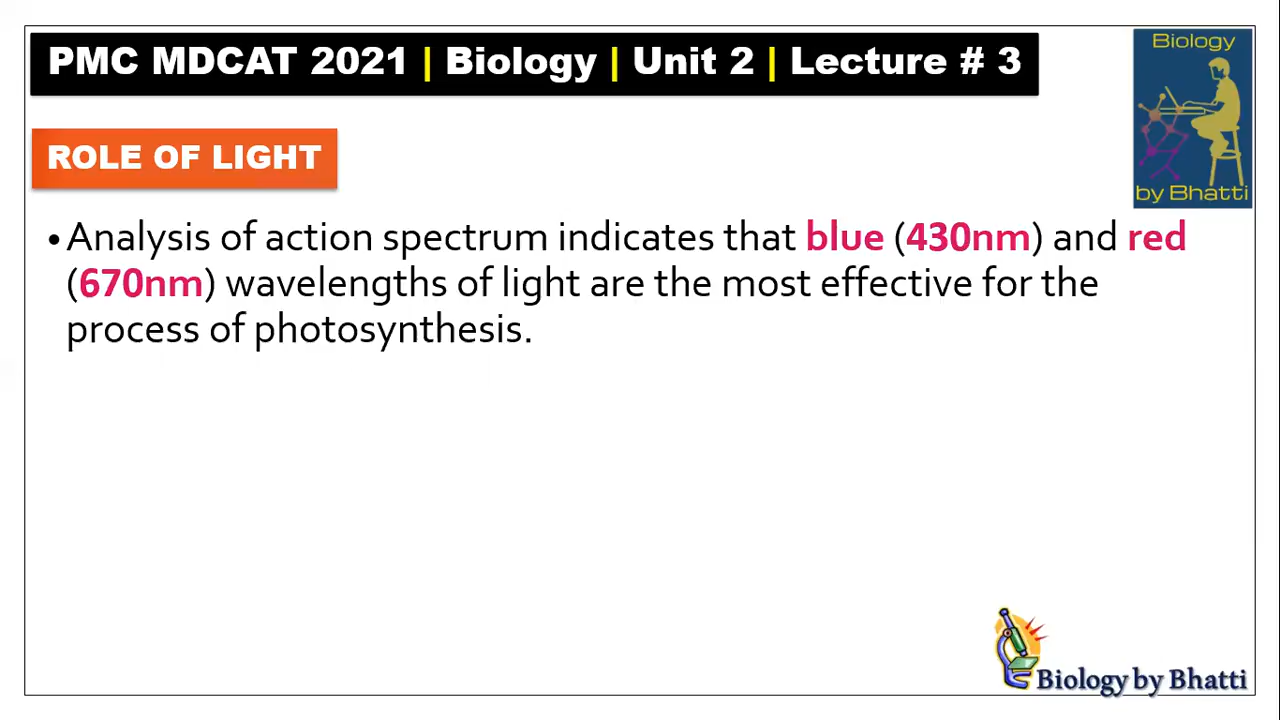 PMC MDCAT 2021 | Biology | Unit 2 | Lecture # 3
Biology
by Bhatti
ROLE OF LIGHT
• Analysis of action spectrum indicates that blue (430nm) and red
(670nm) wavelengths of light are the most effective for the
process of photosynthesis.
Biology by Bhatti